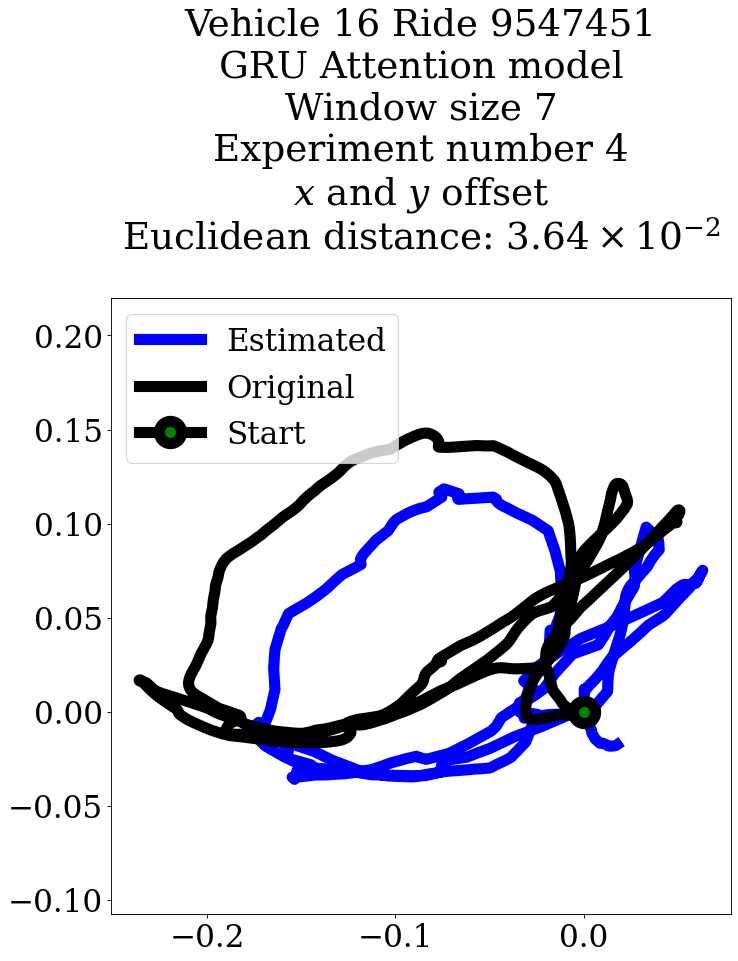 Vehicle 16 Ride 9547451
GRU Attention model
Window size 7
Experiment number 4
x and y offset
Euclidean distance: 3.64 × 10⁻²
0.20
Estimated
Original
0.15
Start
0.10
0.05
0.00
−0.05
−0.10
−0.2
−0.1
0.0